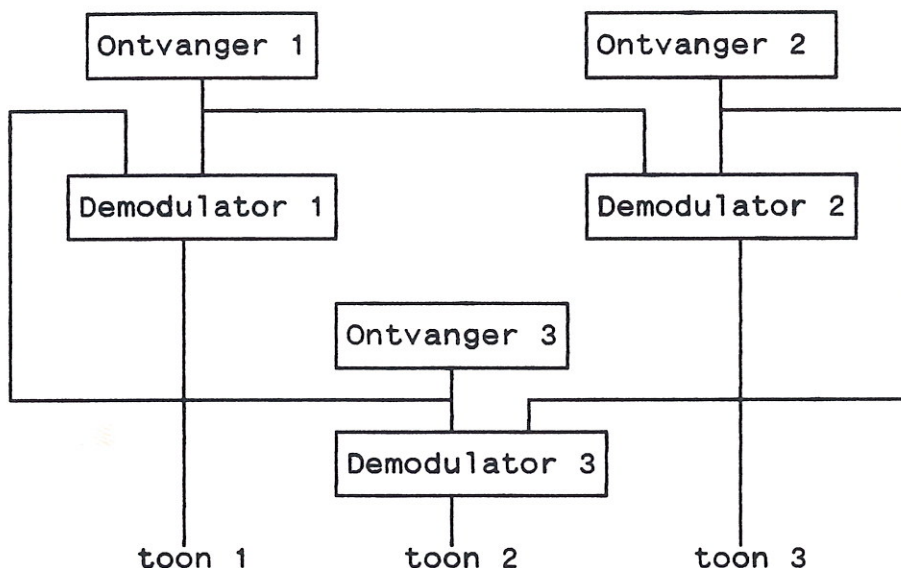 Ontvanger 1
Ontvanger 2
Demodulator 1
Demodulator 2
Ontvanger 3
Demodulator 3
toon 1
toon 2
toon 3